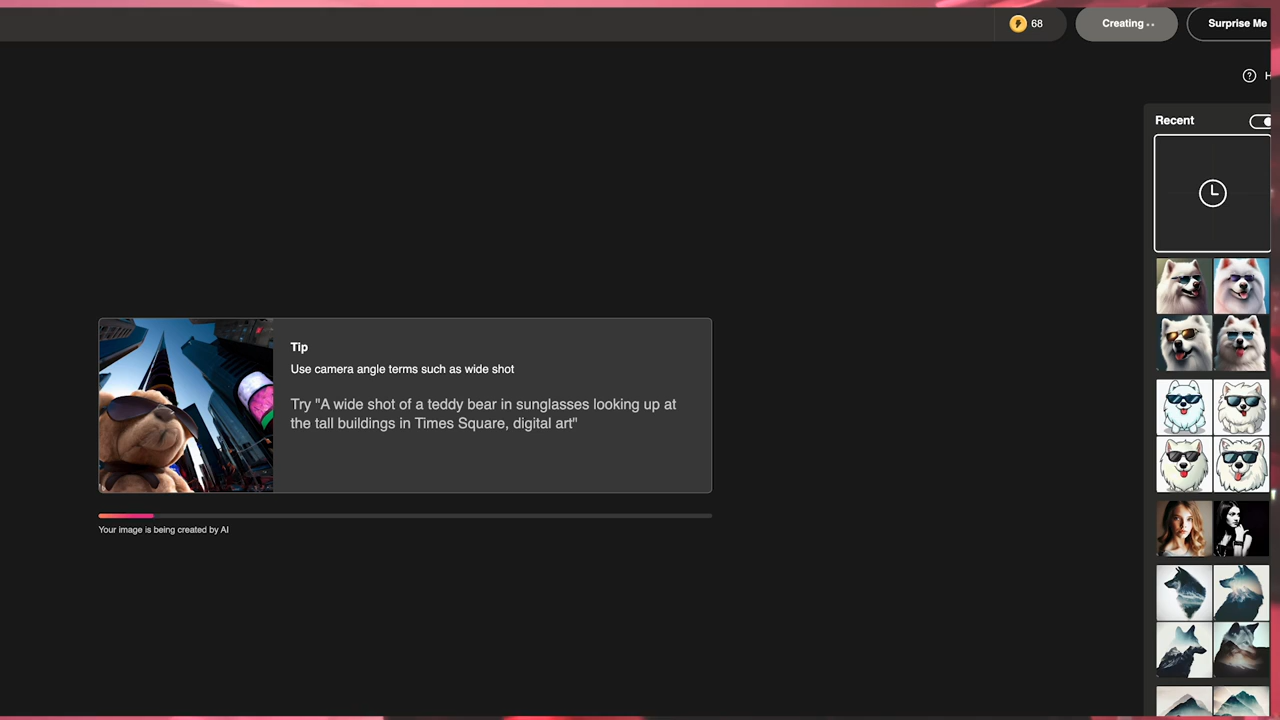 68
Creating
Surprise Me
Recent
Tip
Use camera angle terms such as wide shot
Try "A wide shot of a teddy bear in sunglasses looking up at
the tall buildings in Times Square, digital art"
Your image is being created by AI